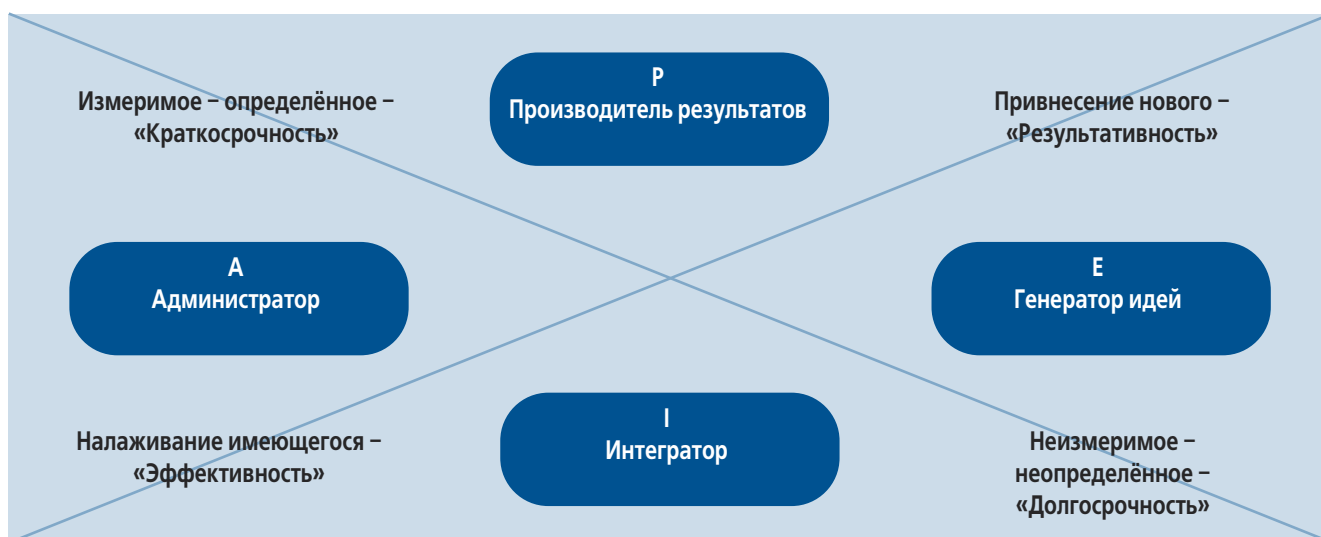 P
Производитель результатов
Измеримое – определённое –
«Краткосрочность»
Привнесение нового –
«Результативность»
A
Администратор
E
Генератор идей
I
Интегратор
Налаживание имеющегося –
«Эффективность»
Неизмеримое –
неопределённое –
«Долгосрочность»